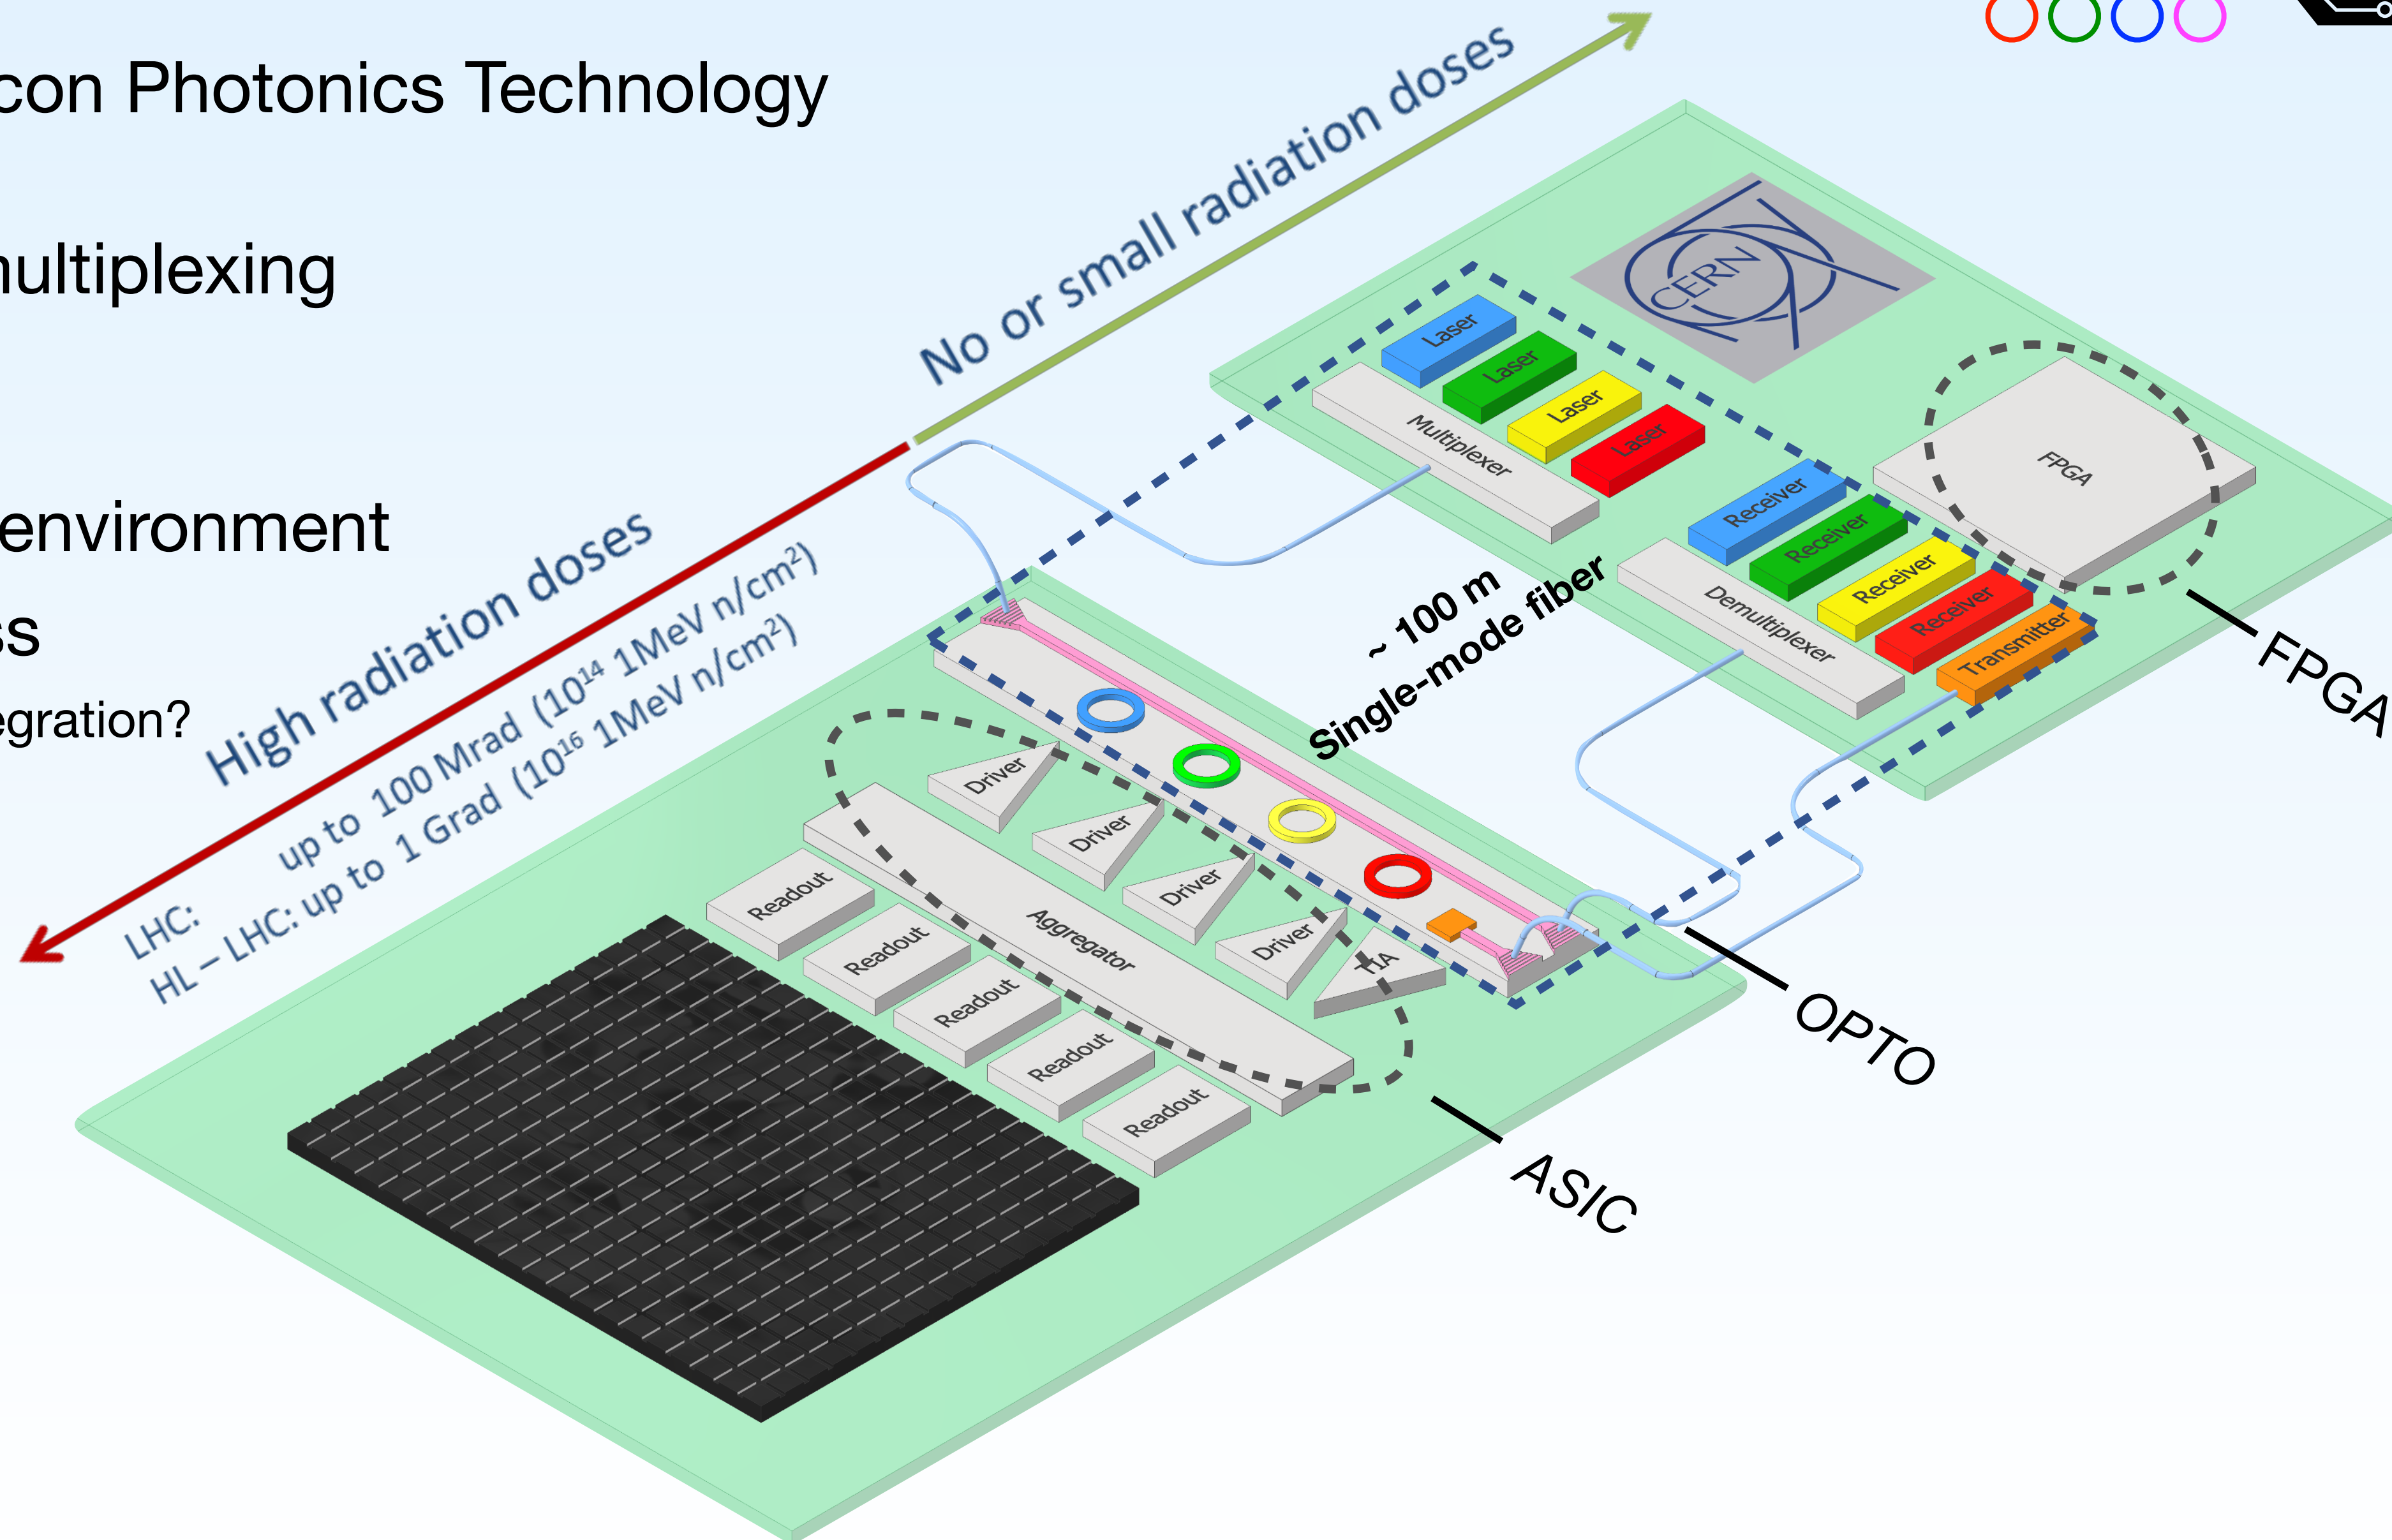 con Photonics Technology
multiplexing
environment
ss
egration?
No or small radiation doses
High radiation doses
LHC: up to 100 Mrad (10¹⁴ 1MeV n/cm²)
HL – LHC: up to 1 Grad (10¹⁶ 1MeV n/cm²)
CERN
Laser
Laser
Laser
Laser
Multiplexer
FPGA
Receiver
Receiver
Receiver
Receiver
Transmitter
Demultiplexer
FPGA
~ 100 m
Single-mode fiber
Driver
Driver
Driver
Driver
TIA
Aggregator
Readout
Readout
Readout
Readout
Readout
OPTO
ASIC